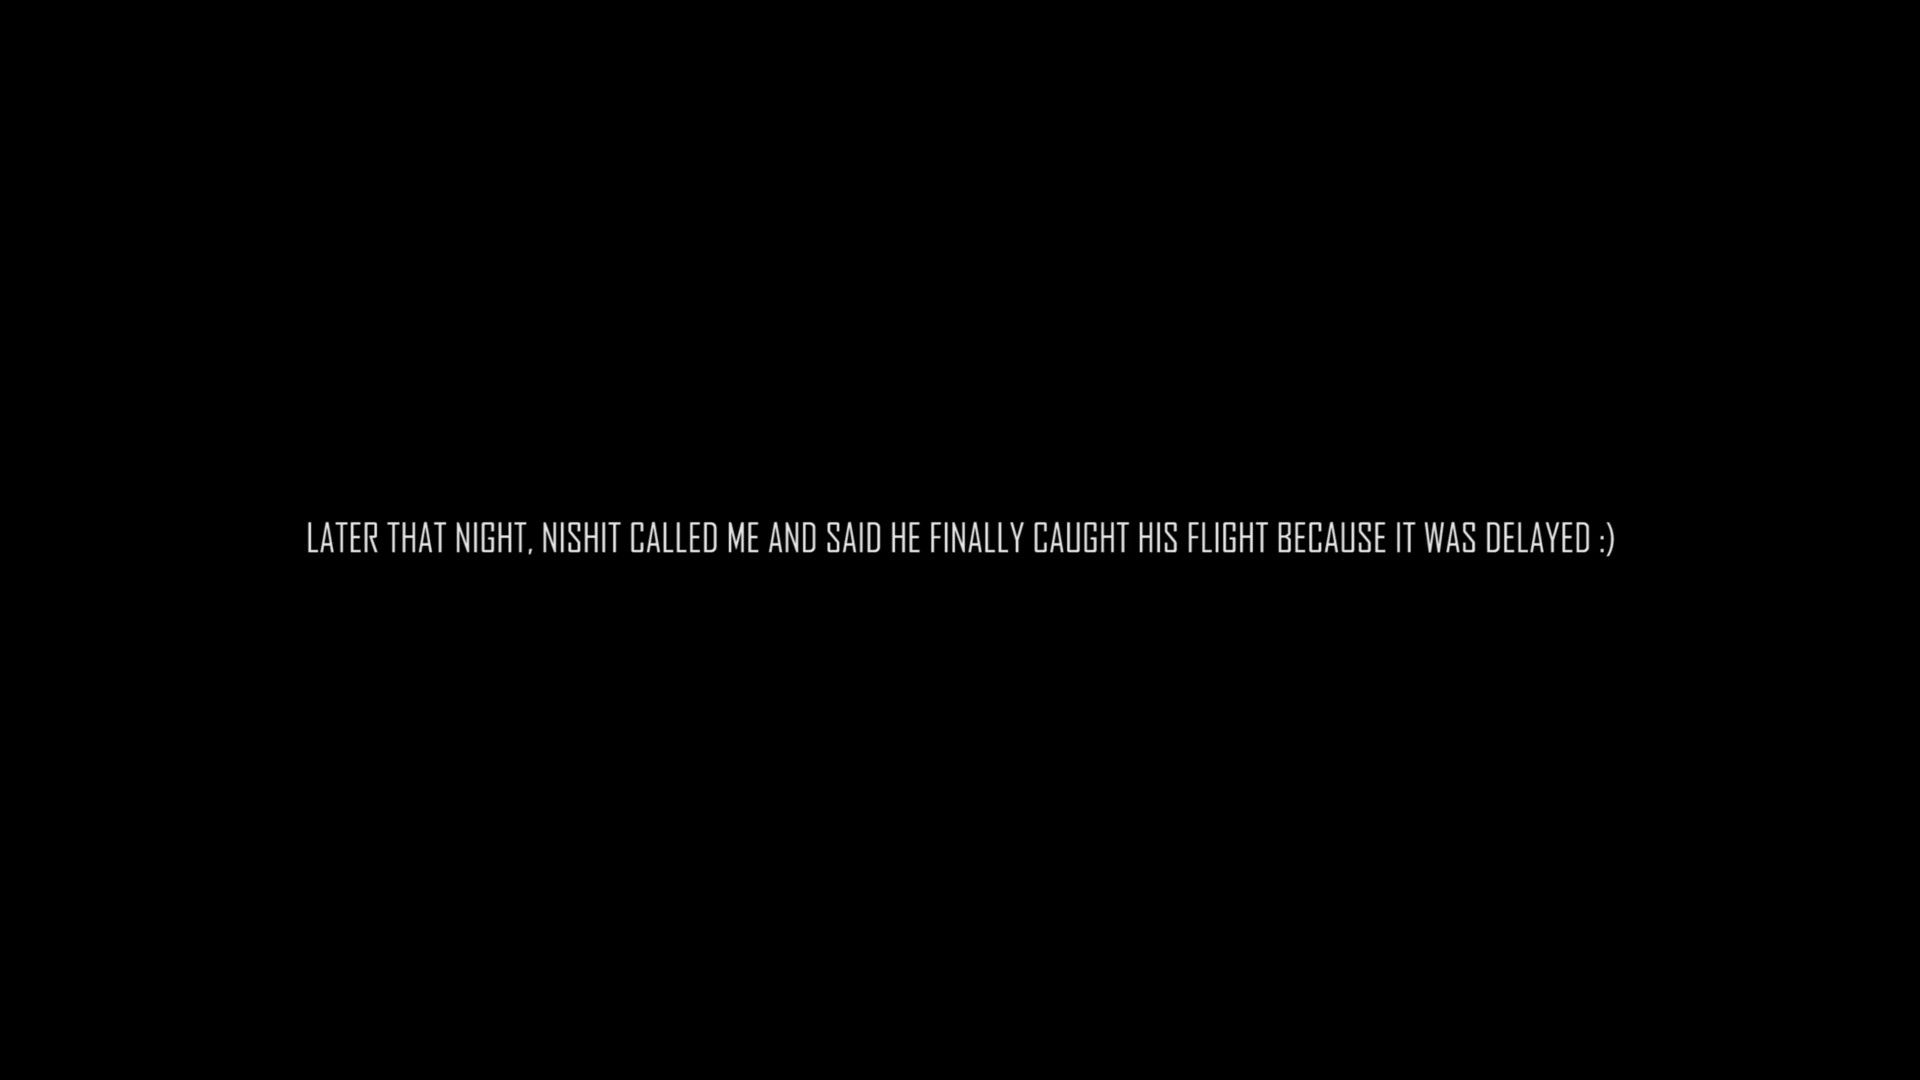 LATER THAT NIGHT, NISHIT CALLED ME AND SAID HE FINALLY CAUGHT HIS FLIGHT BECAUSE IT WAS DELAYED :)